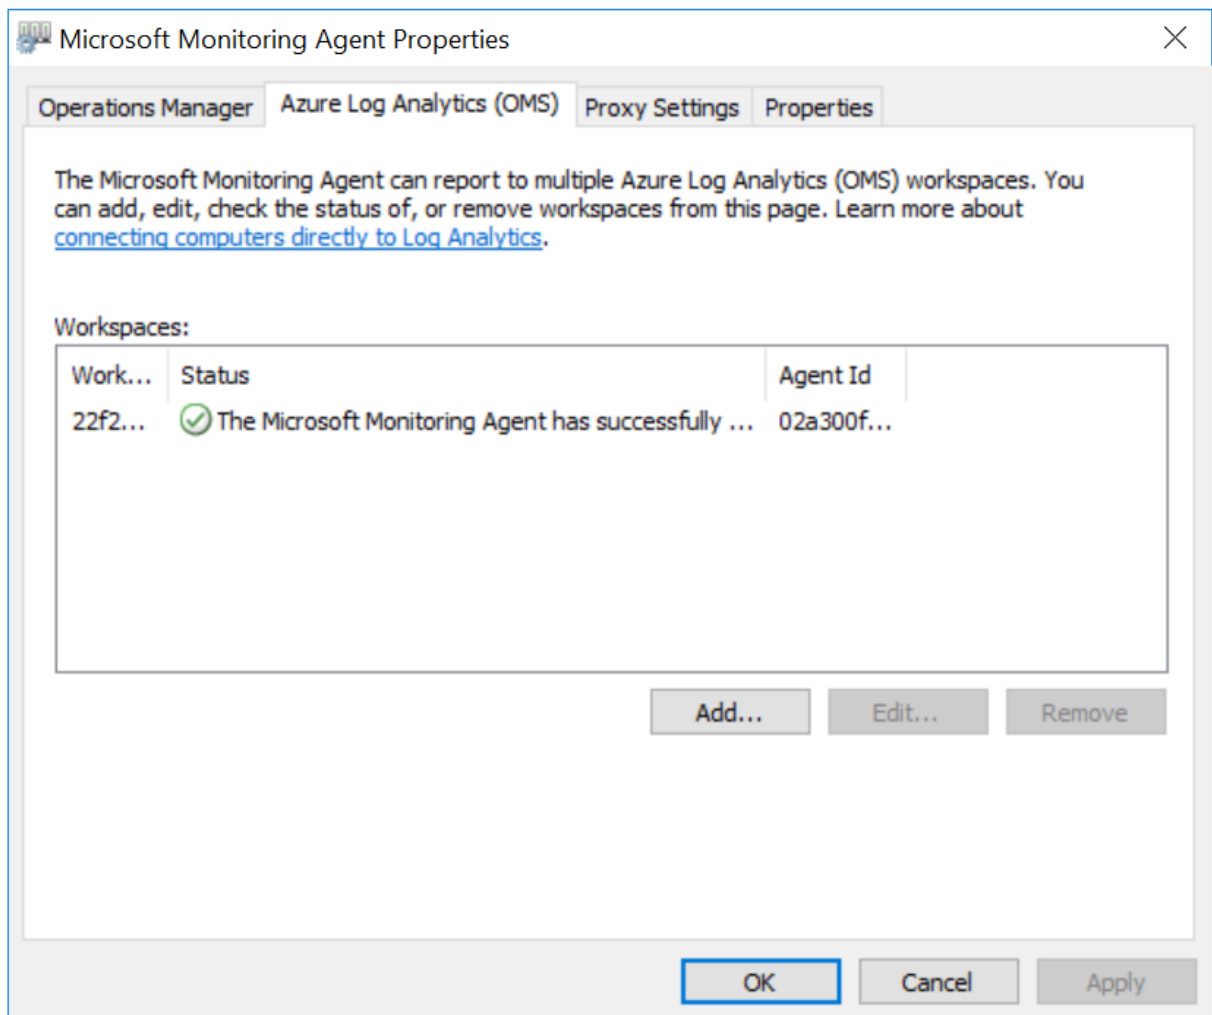 Microsoft Monitoring Agent Properties
Operations Manager
Azure Log Analytics (OMS)
Proxy Settings
Properties
The Microsoft Monitoring Agent can report to multiple Azure Log Analytics (OMS) workspaces. You
can add, edit, check the status of, or remove workspaces from this page. Learn more about
connecting computers directly to Log Analytics.
Workspaces:
Work... Status Agent Id
22f2... The Microsoft Monitoring Agent has successfully ... 02a300f...
Add... Edit... Remove
OK Cancel Apply